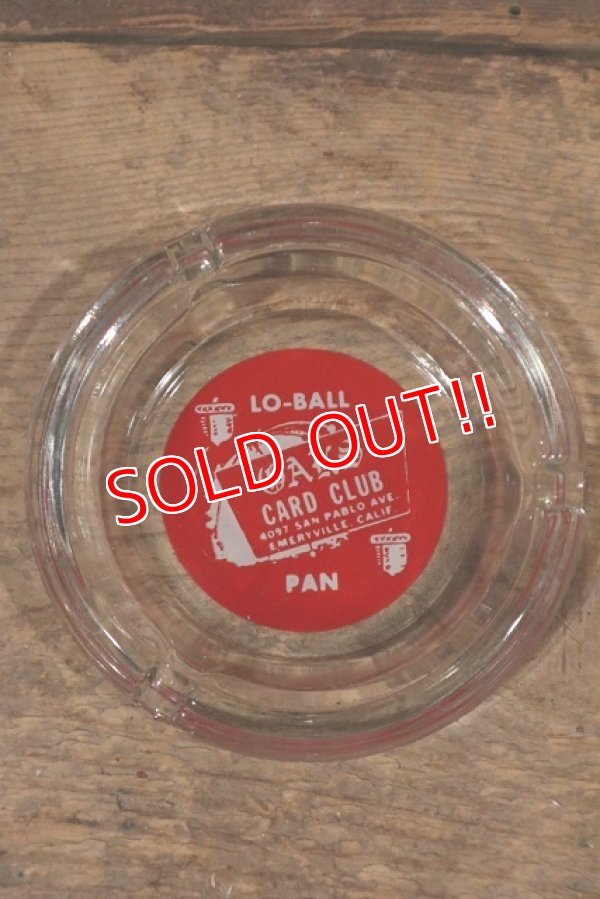 LO-BALL
SOLD OUT!!
CARD CLUB
4097 SAN PABLO AVE.
EMERYVILLE, CALIF.
PAN